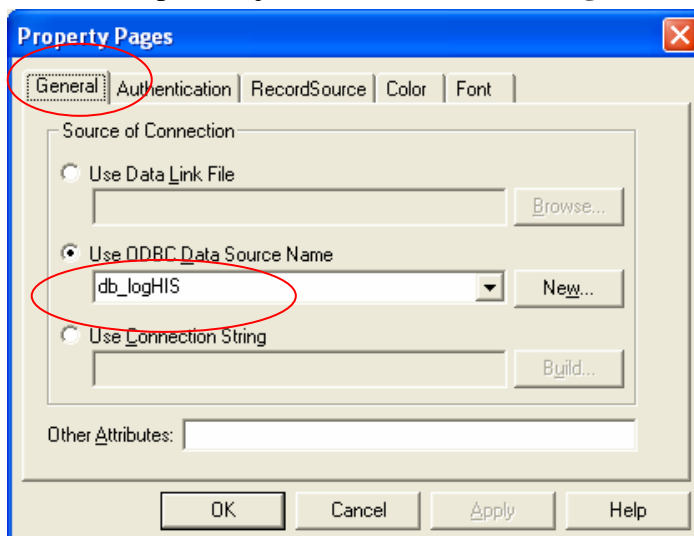 Property Pages
General Authentication RecordSource Color Font
Source of Connection
Use Data Link File
Browse...
Use ODBC Data Source Name
db_logHIS
New...
Use Connection String
Build...
Other Attributes:
OK Cancel Apply Help